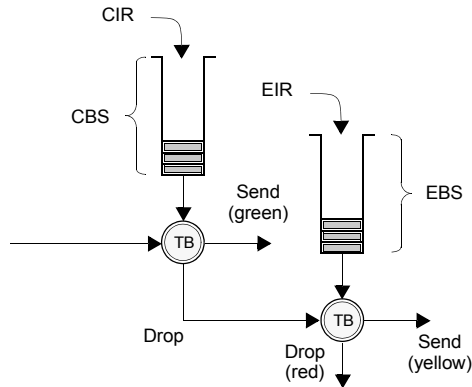 CIR
CBS
EIR
Send
(green)
EBS
TB
TB
Drop
Drop
(red)
Send
(yellow)